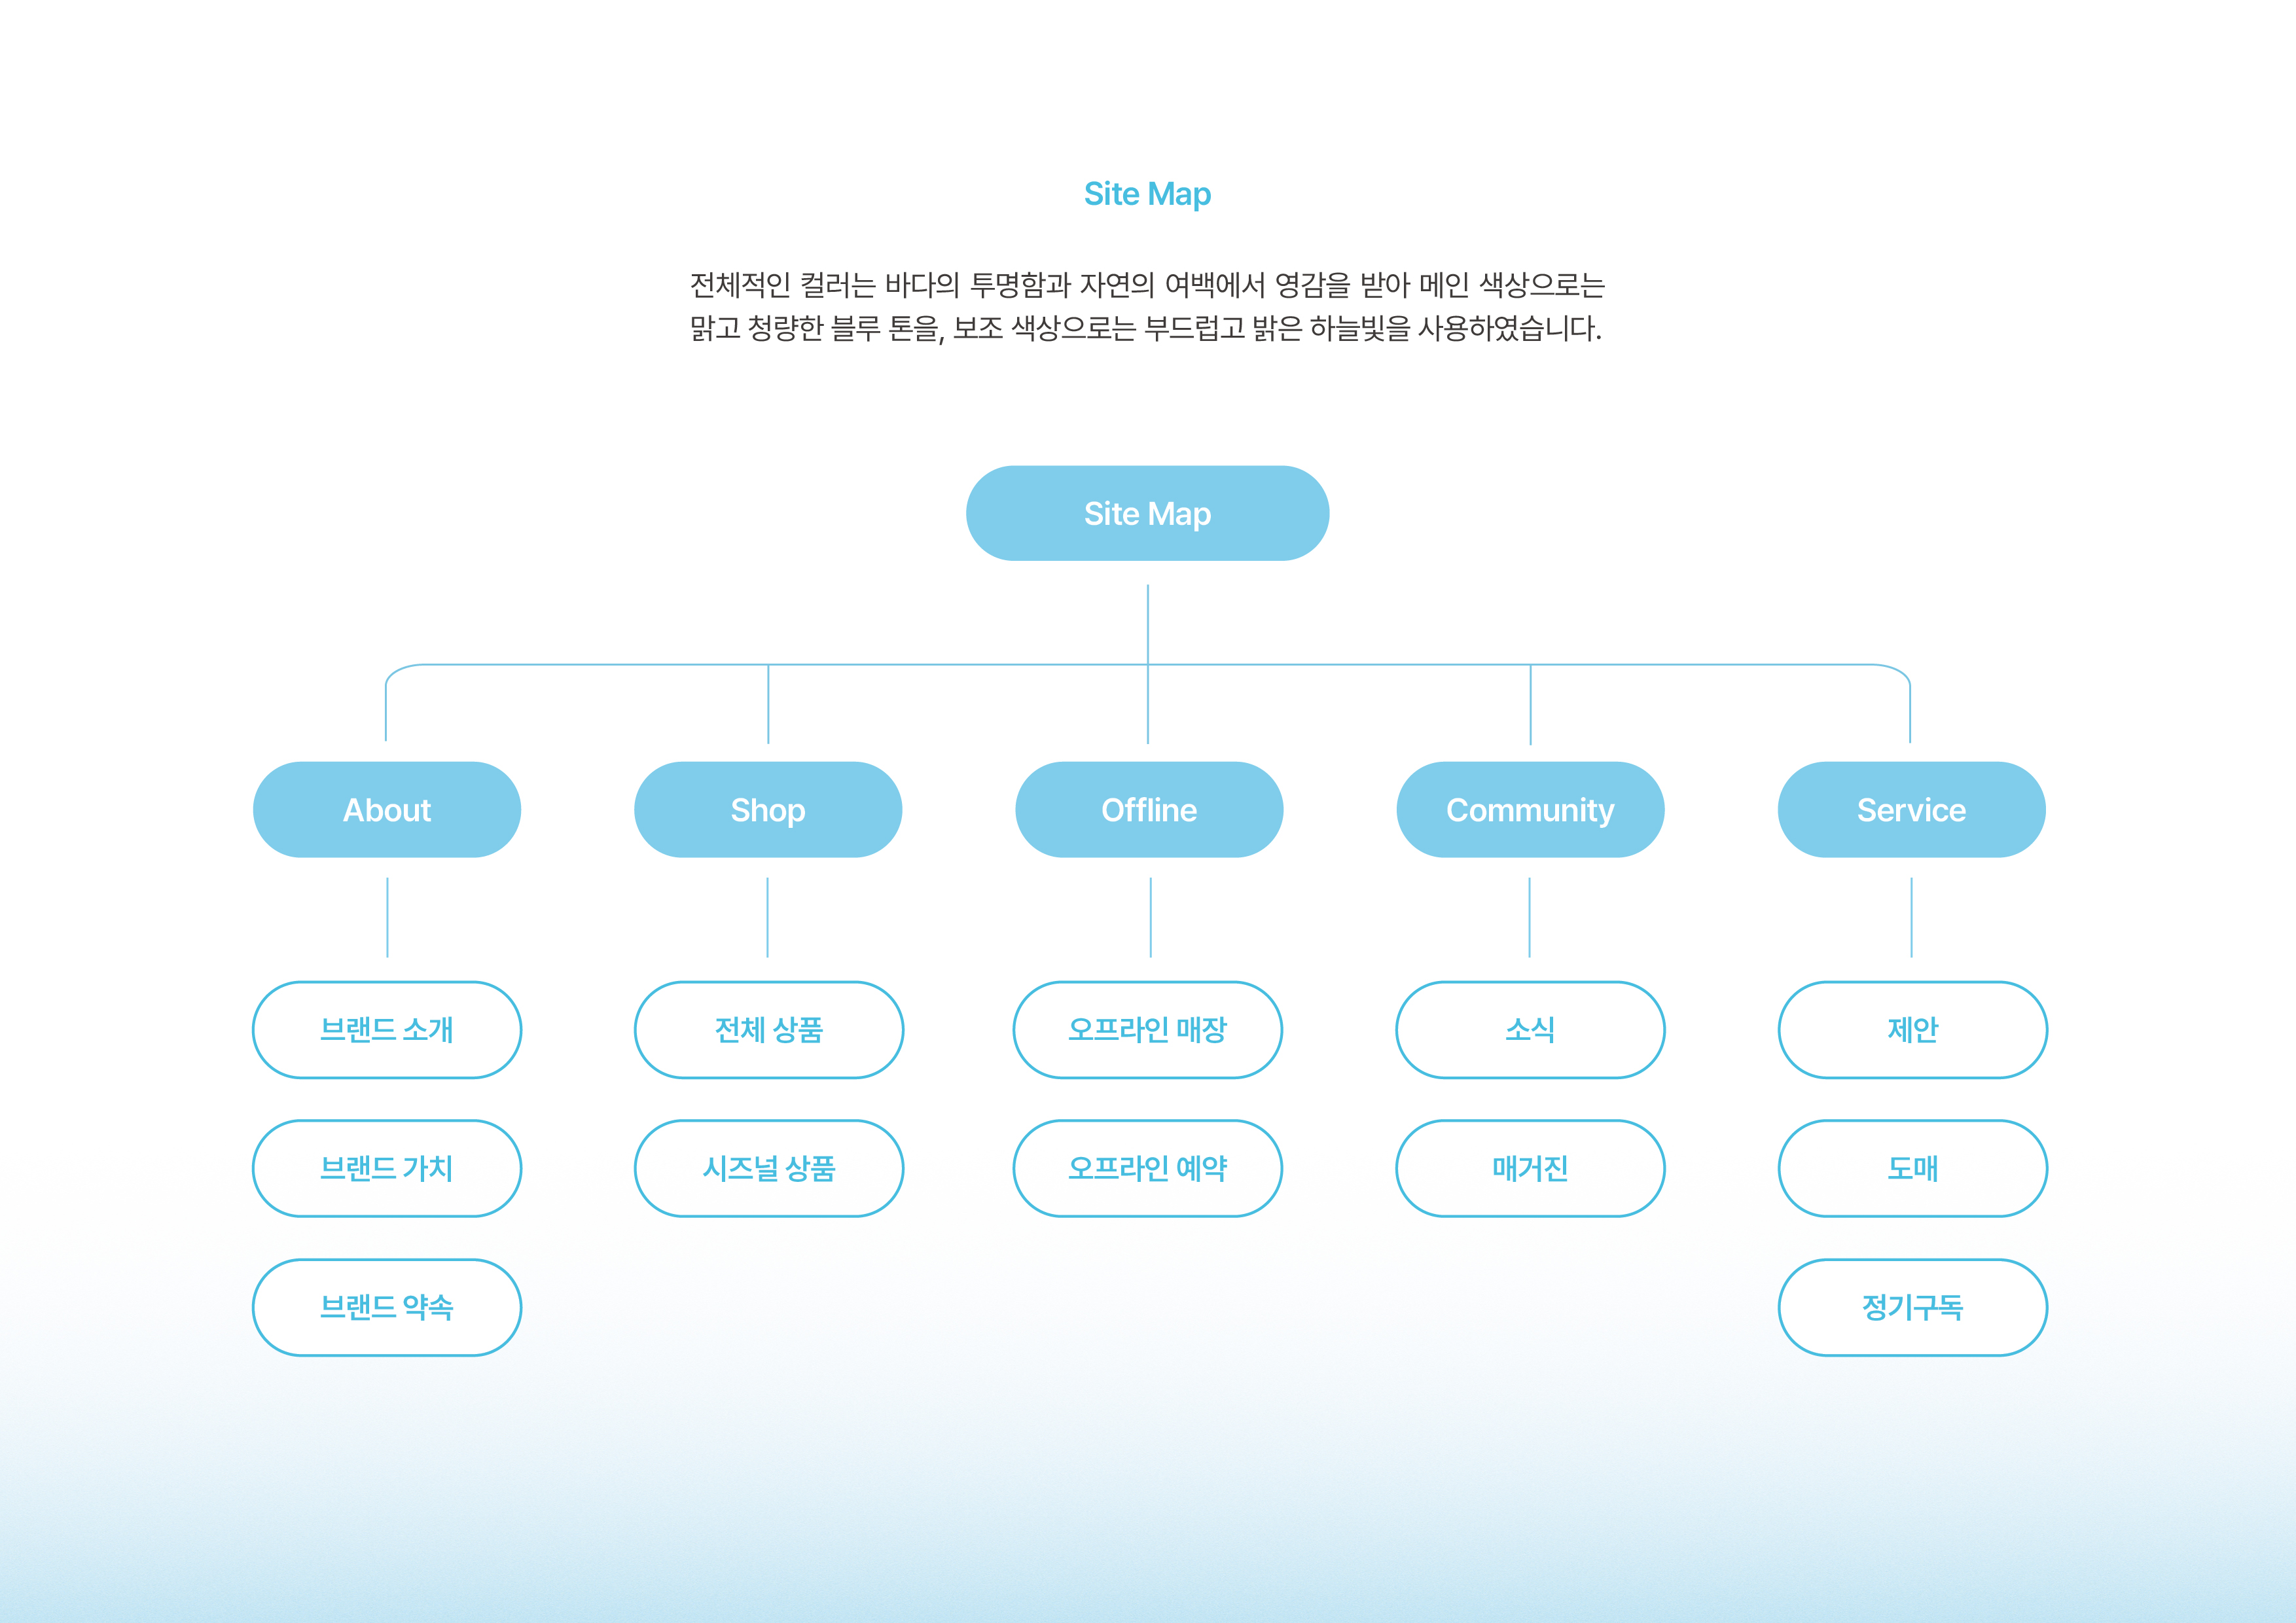 Site Map
전체적인 컬러는 바다의 투명함과 자연의 여백에서 영감을 받아 메인 색상으로는
맑고 청량한 블루 톤을, 보조 색상으로는 부드럽고 밝은 하늘빛을 사용하였습니다.
Site Map
About
Shop
Offline
Community
Service
브랜드 소개
전체 상품
오프라인 매장
소식
제안
브랜드 가치
시즈널 상품
오프라인 예약
매거진
도매
브랜드 약속
정기구독